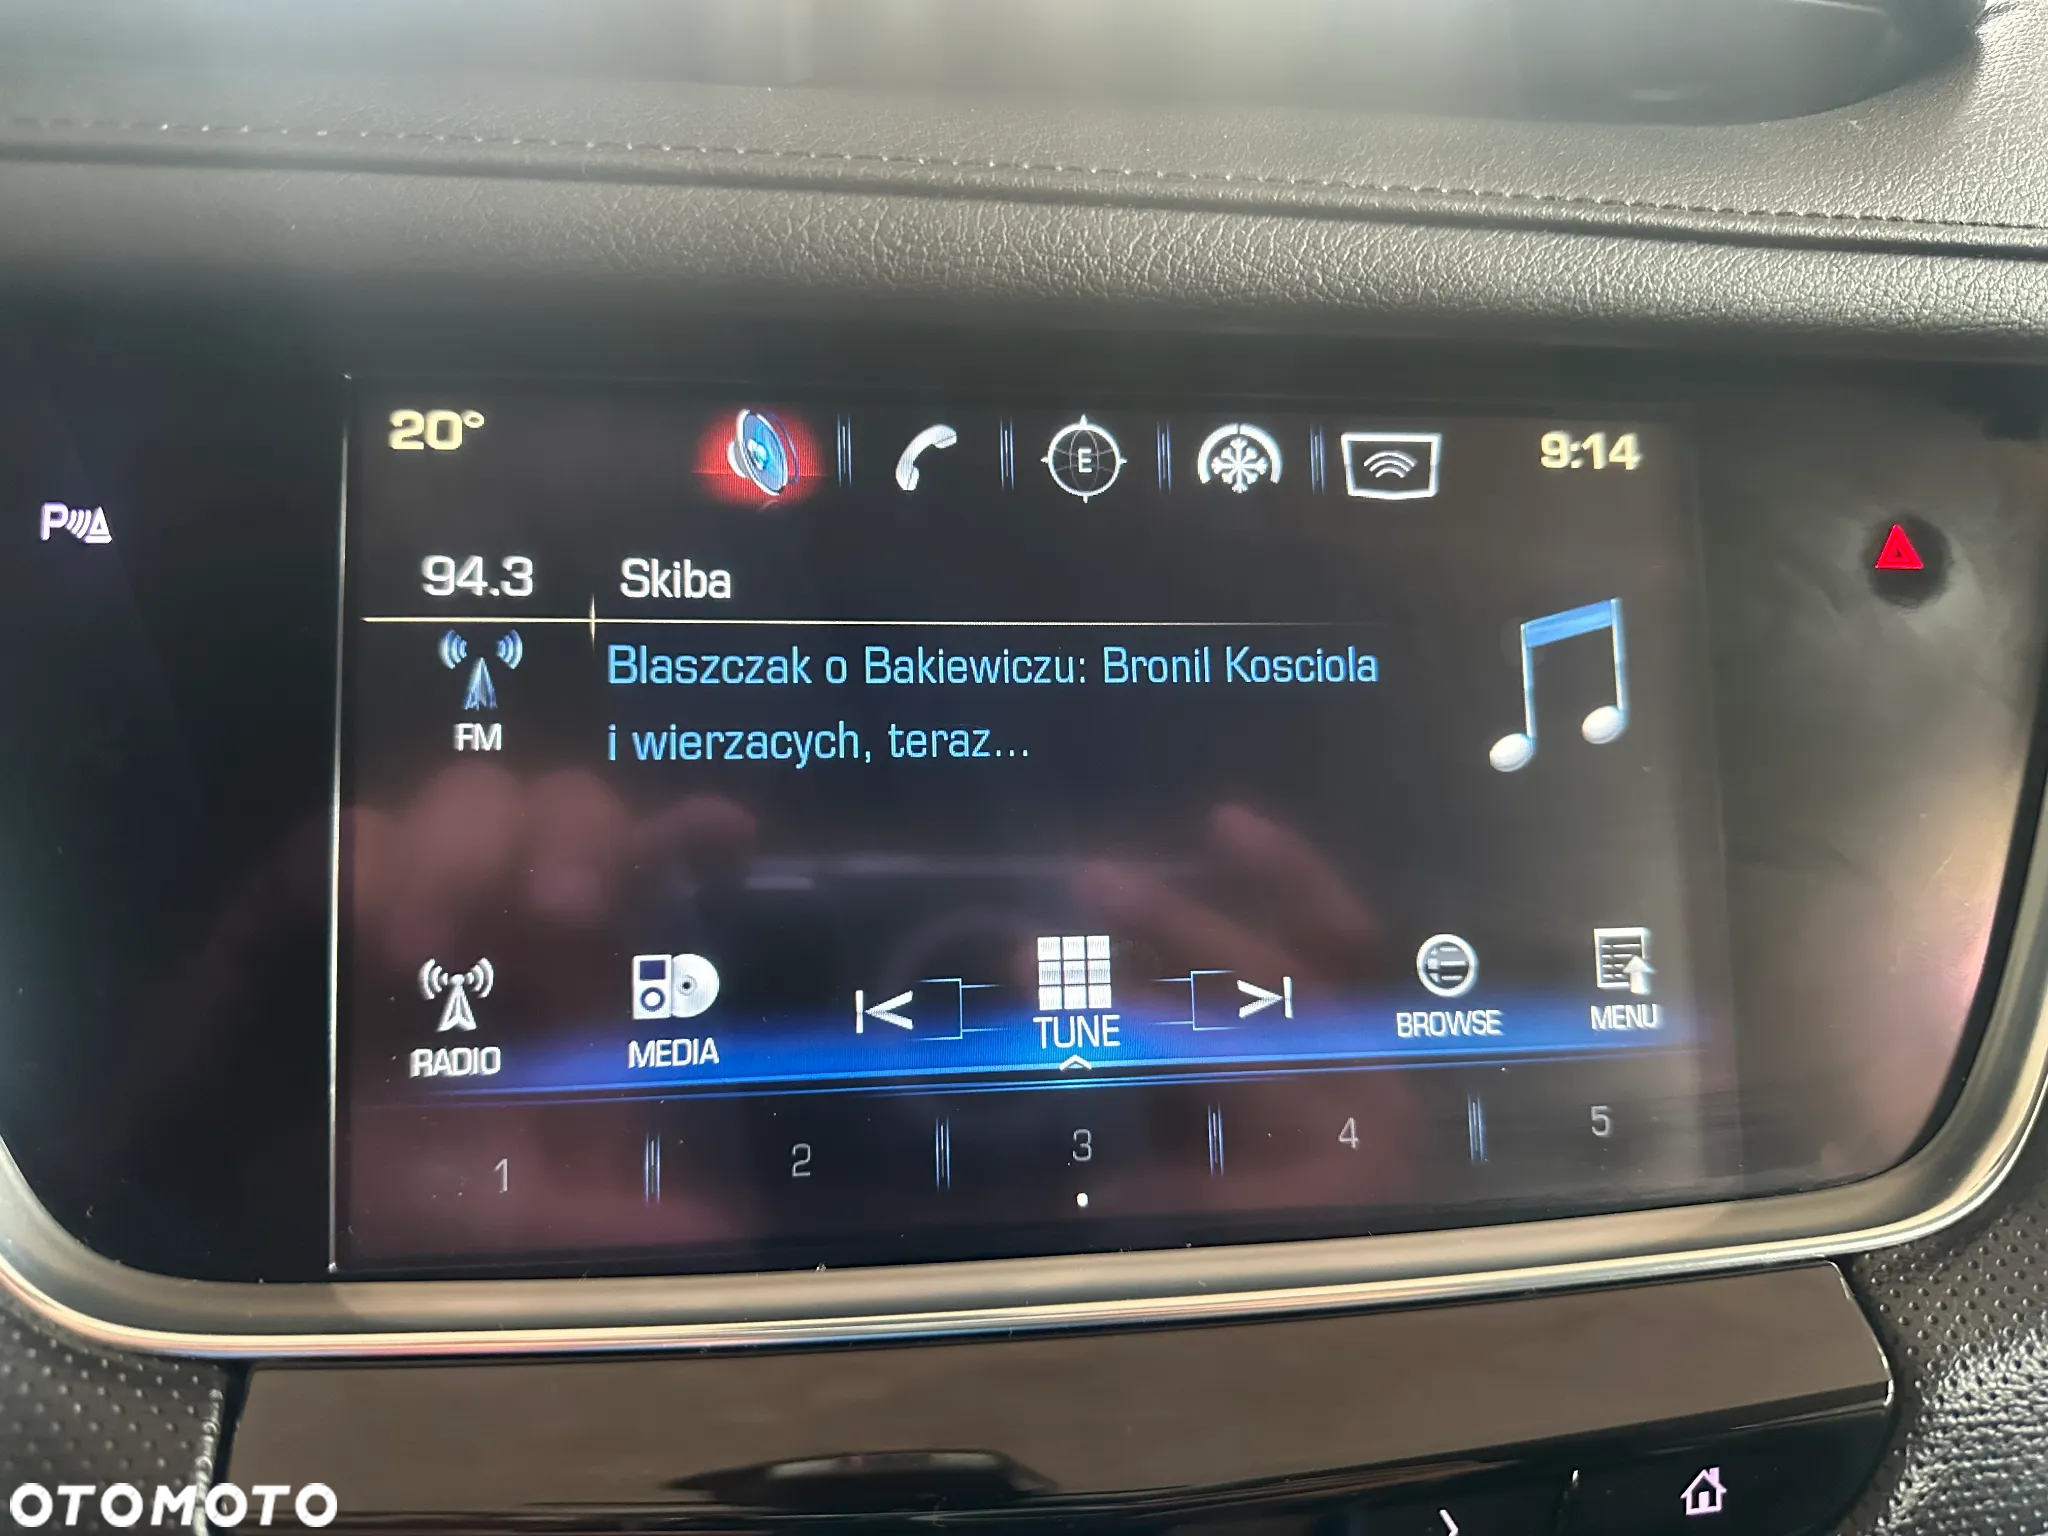 20°
E
9:14
P
94.3 Skiba
FM
Blaszczak o Bakiewiczu: Bronil Kosciola
i wierzacych, teraz...
RADIO MEDIA TUNE BROWSE MENU
1 2 3 4 5
OTOMOTO